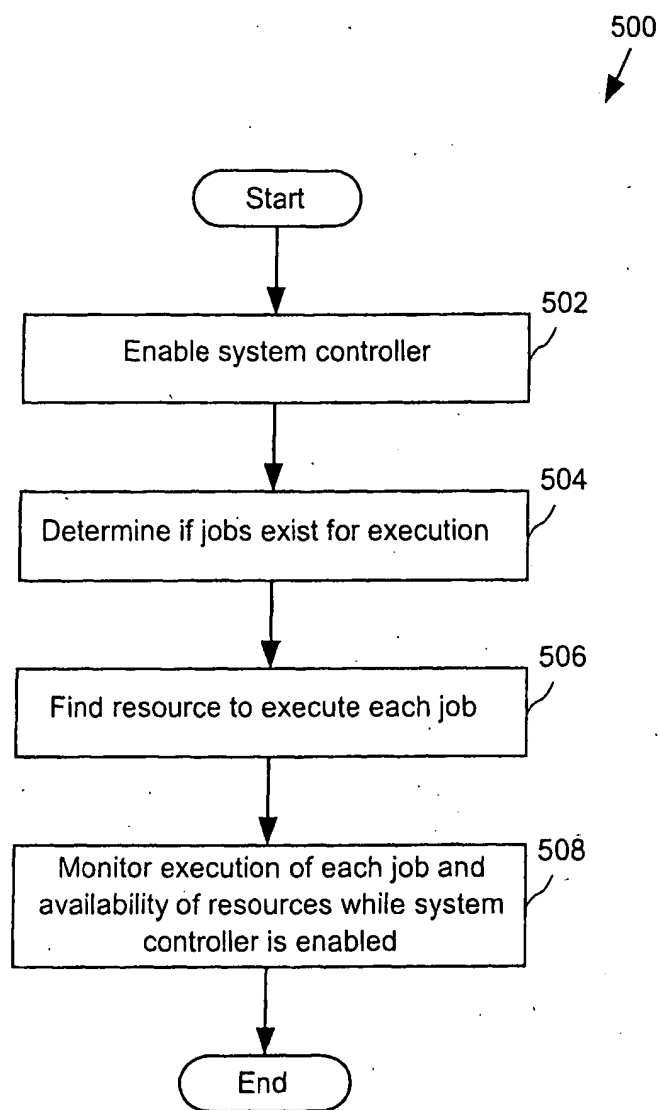 500
Start
502
Enable system controller
504
Determine if jobs exist for execution
506
Find resource to execute each job
508
Monitor execution of each job and
availability of resources while system
controller is enabled
End